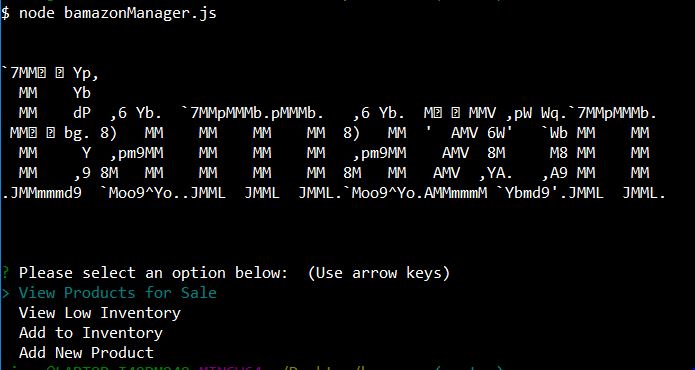 $ node bamazonManager.js
`7MM Yp,
  MM      Yb
  MM      dP  ,6 Yb.  `7MMpMMMb.pMMMb.   ,6 Yb.  M MMV ,pW Wq.`7MMpMMMb.
 MM bg. 8)   MM    MM    MM    MM  8)   MM  '  AMV 6W'   `Wb MM    MM
  MM      Y  ,pm9MM    MM    MM    MM   ,pm9MM    AMV  8M     M8 MM    MM
  MM     ,9 8M   MM    MM    MM    MM  8M   MM   AMV  ,YA.   ,A9 MM    MM
.JMMmmmd9  `Moo9^Yo..JMML  JMML  JMML.`Moo9^Yo.AMMmmmM `Ybmd9'.JMML  JMML.
? Please select an option below:  (Use arrow keys)
> View Products for Sale
  View Low Inventory
  Add to Inventory
  Add New Product